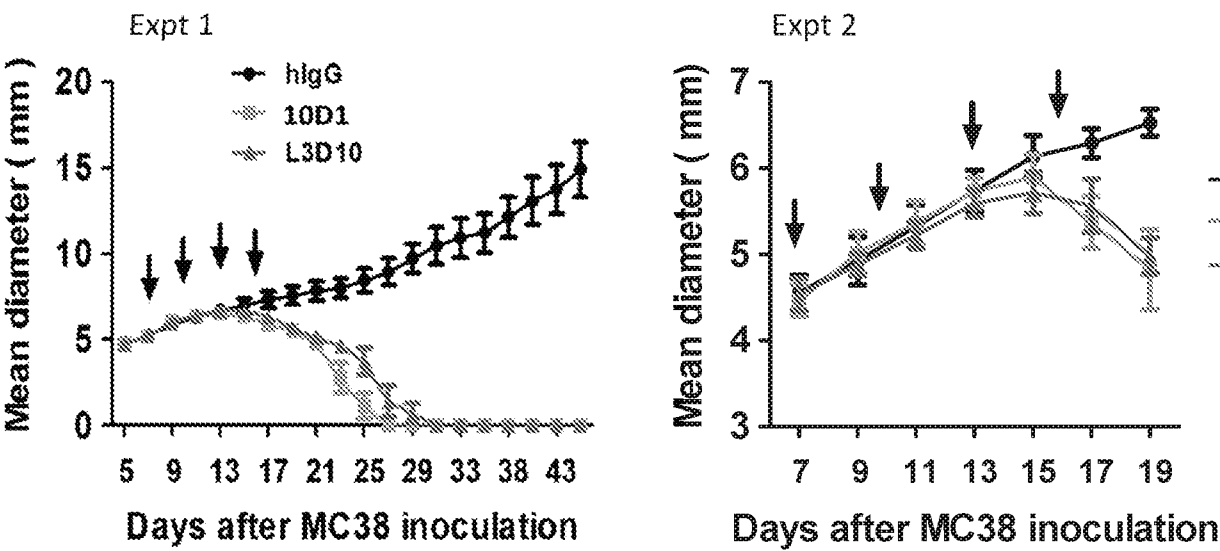 Expt 1
Mean diameter ( mm)
20
15
10
5
0
hIgG
10D1
L3D10
5 9 13 17 21 25 29 33 38 43
Days after MC38 inoculation
Expt 2
Mean diameter ( mm)
7
6
5
4
3
7 9 11 13 15 17 19
Days after MC38 inoculation